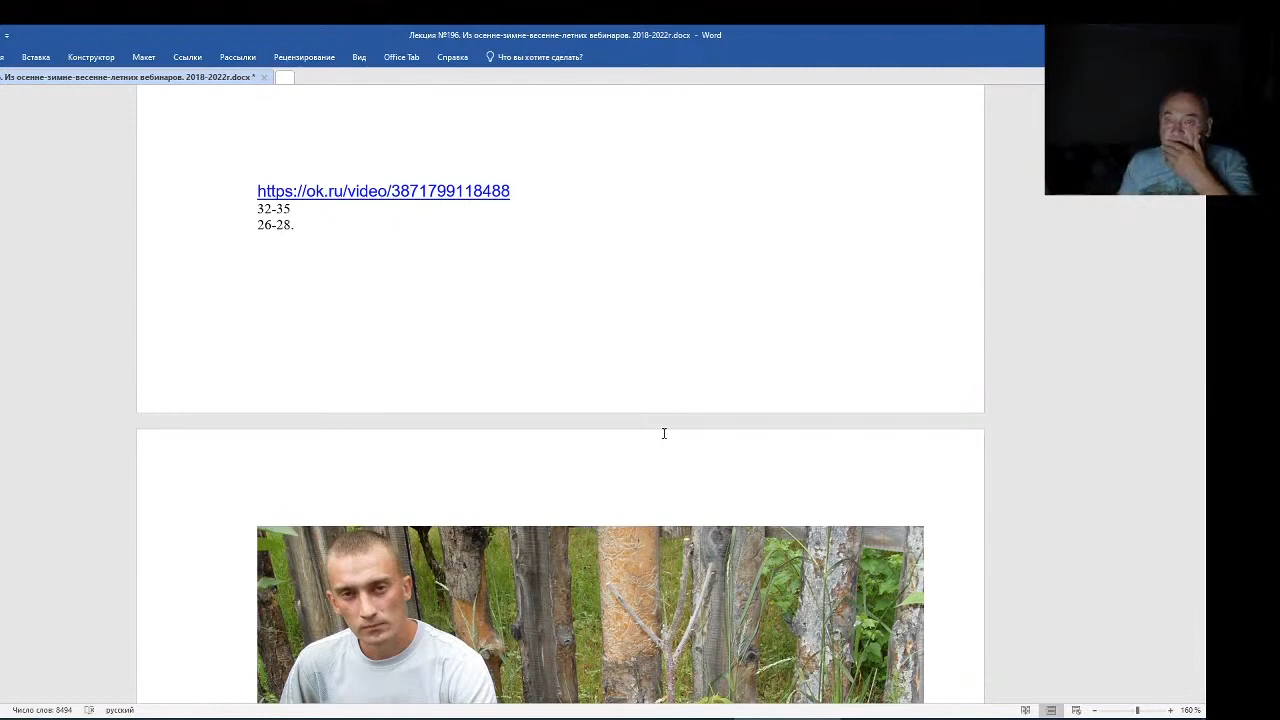 Лекция №196. Из осенне-зимне-весенне-летних вебинаров. 2018-2022г.docx - Word
я Вставка Конструктор Макет Ссылки Рассылки Рецензирование Вид Office Tab Справка Что вы хотите сделать?
. Из осенне-зимне-весенне-летних вебинаров. 2018-2022г.docx *
https://ok.ru/video/3871799118488
32-35
26-28.
Число слов: 8494 русский 160 %